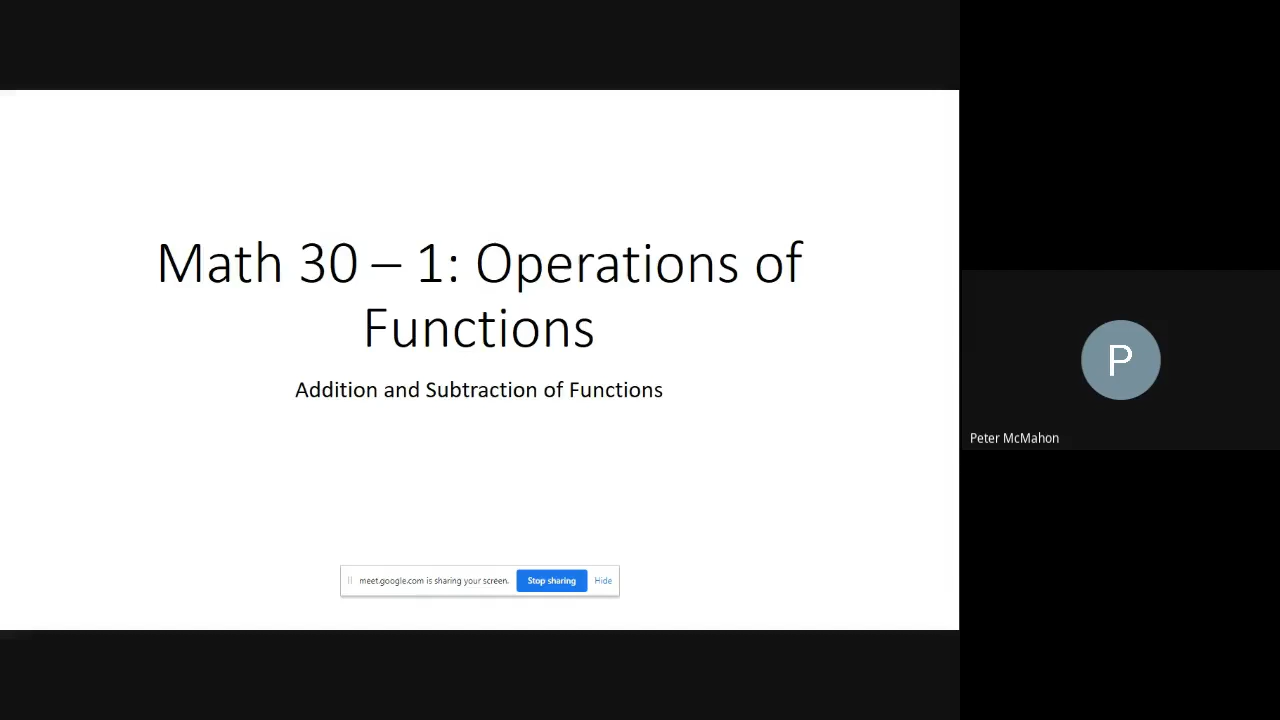 Math 30 – 1: Operations of
Functions
Addition and Subtraction of Functions
meet.google.com is sharing your screen. Stop sharing Hide
P
Peter McMahon